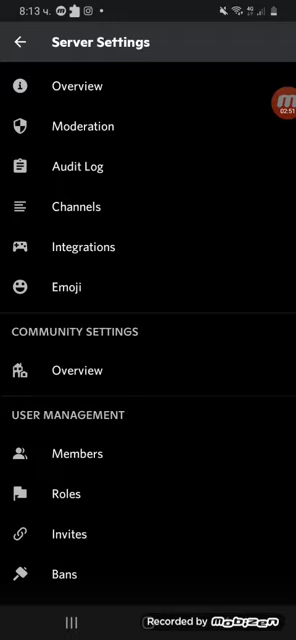 8:13 ч.
Server Settings
Overview
Moderation
02:51
Audit Log
Channels
Integrations
Emoji
COMMUNITY SETTINGS
Overview
USER MANAGEMENT
Members
Roles
Invites
Bans
Recorded by mobizen